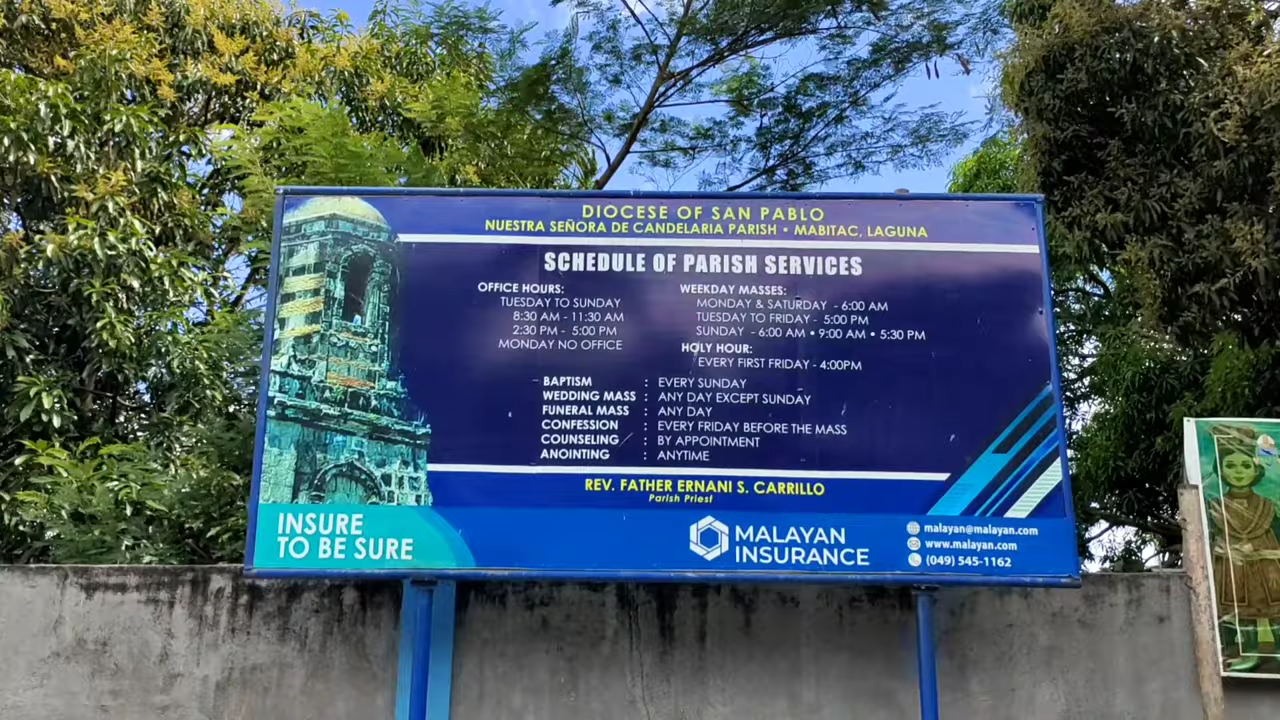 DIOCESE OF SAN PABLO
NUESTRA SEÑORA DE CANDELARIA PARISH • MABITAC, LAGUNA
SCHEDULE OF PARISH SERVICES
OFFICE HOURS:
TUESDAY TO SUNDAY
8:30 AM - 11:30 AM
2:30 PM - 5:00 PM
MONDAY NO OFFICE
WEEKDAY MASSES:
MONDAY & SATURDAY - 6:00 AM
TUESDAY TO FRIDAY - 5:00 PM
SUNDAY - 6:00 AM • 9:00 AM • 5:30 PM
HOLY HOUR:
EVERY FIRST FRIDAY - 4:00PM
BAPTISM : EVERY SUNDAY
WEDDING MASS : ANY DAY EXCEPT SUNDAY
FUNERAL MASS : ANY DAY
CONFESSION : EVERY FRIDAY BEFORE THE MASS
COUNSELING : BY APPOINTMENT
ANOINTING : ANYTIME
REV. FATHER ERNANI S. CARRILLO
Parish Priest
INSURE
TO BE SURE
MALAYAN
INSURANCE
malayan@malayan.com
www.malayan.com
(049) 545-1162